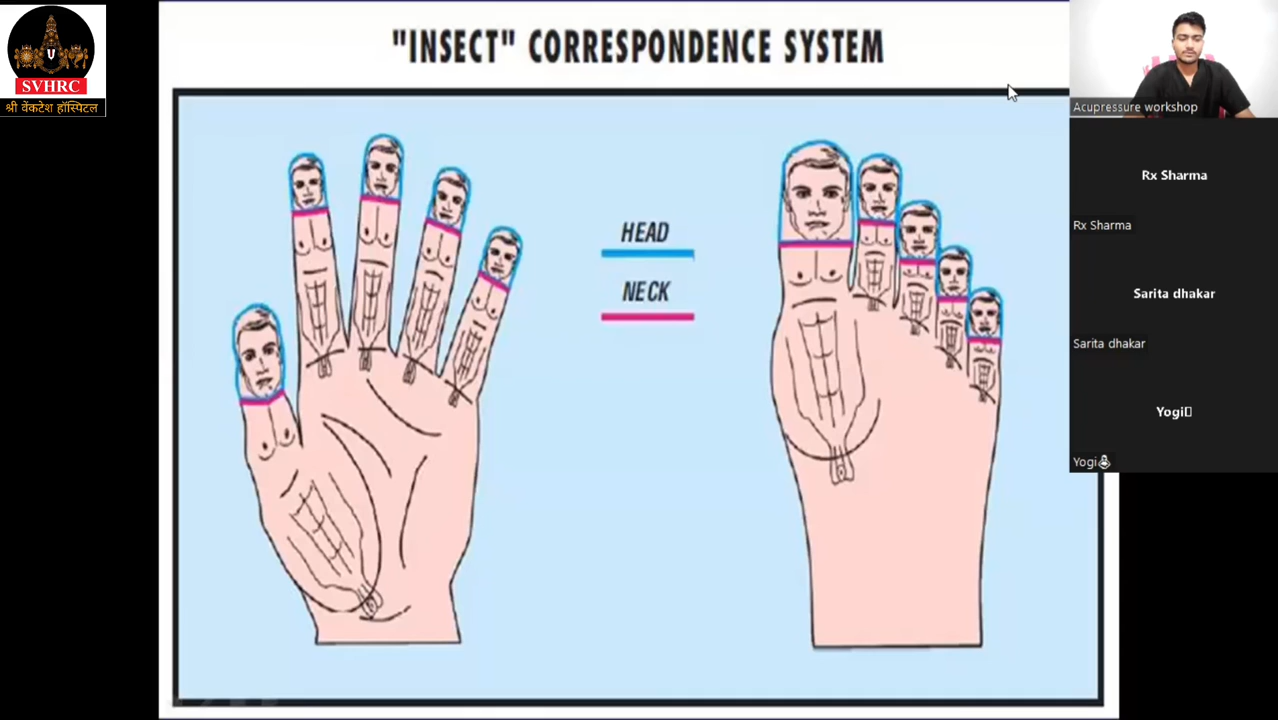 SVHRC
श्री वेंकटेश हॉस्पिटल
"INSECT" CORRESPONDENCE SYSTEM
HEAD
NECK
Acupressure workshop
Rx Sharma
Rx Sharma
Sarita dhakar
Sarita dhakar
Yogi
Yogi